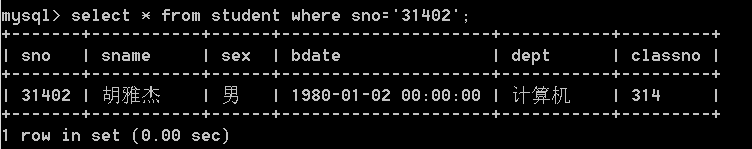 mysql> select * from student where sno='31402';
+-------+--------+------+---------------------+--------+---------+
| sno   | sname  | sex  | bdate               | dept   | classno |
+-------+--------+------+---------------------+--------+---------+
| 31402 | 胡雅杰 | 男   | 1980-01-02 00:00:00 | 计算机 | 314     |
+-------+--------+------+---------------------+--------+---------+
1 row in set (0.00 sec)